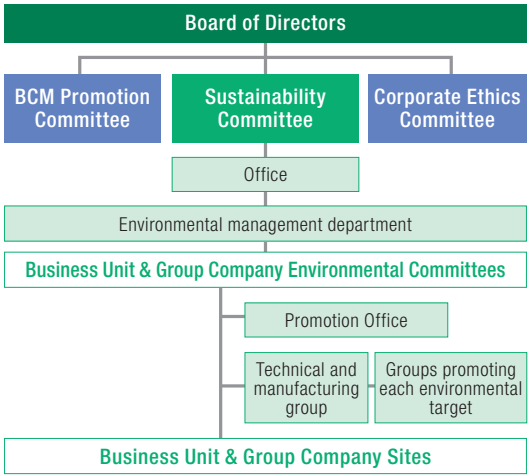 Board of Directors
BCM Promotion
Committee
Sustainability
Committee
Corporate Ethics
Committee
Office
Environmental management department
Business Unit & Group Company Environmental Committees
Promotion Office
Technical and
manufacturing
group
Groups promoting
each environmental
target
Business Unit & Group Company Sites